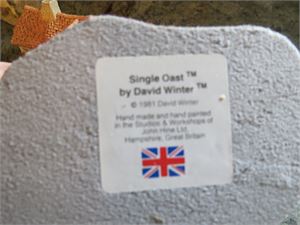 Single Oast ™
by David Winter ™
© 1981 David Winter
Hand made and hand painted
in the Studios & Workshops of
John Hine Ltd,
Hampshire, Great Britain